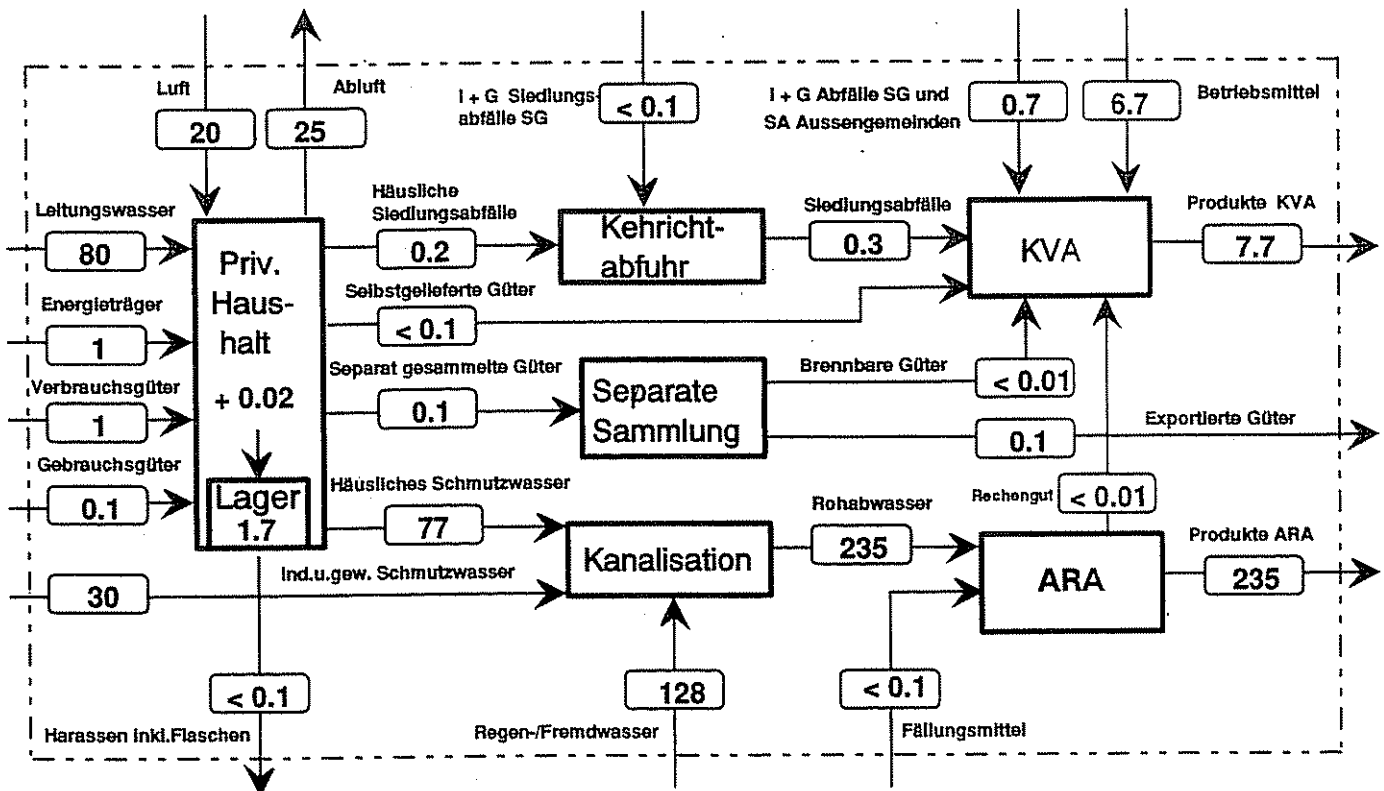 Luft
20
Abluft
25
I + G Siedlungs-
abfälle SG
< 0.1
I + G Abfälle SG und
SA Aussengemeinden
0.7
6.7
Betriebsmittel
Leitungswasser
80
Energieträger
1
Verbrauchsgüter
1
Gebrauchsgüter
0.1
30
Priv.
Haus-
halt
+ 0.02
Lager
1.7
Häusliche
Siedlungsabfälle
0.2
Kehricht-
abfuhr
Siedlungsabfälle
0.3
KVA
Produkte KVA
7.7
Selbstgelieferte Güter
< 0.1
Separat gesammelte Güter
0.1
Separate
Sammlung
Brennbare Güter
< 0.01
0.1
Exportierte Güter
Häusliches Schmutzwasser
77
Ind.u.gew. Schmutzwasser
Kanalisation
Rohabwasser
235
Rechengut
< 0.01
ARA
Produkte ARA
235
< 0.1
Harassen inkl.Flaschen
128
Regen-/Fremdwasser
< 0.1
Fällungsmittel